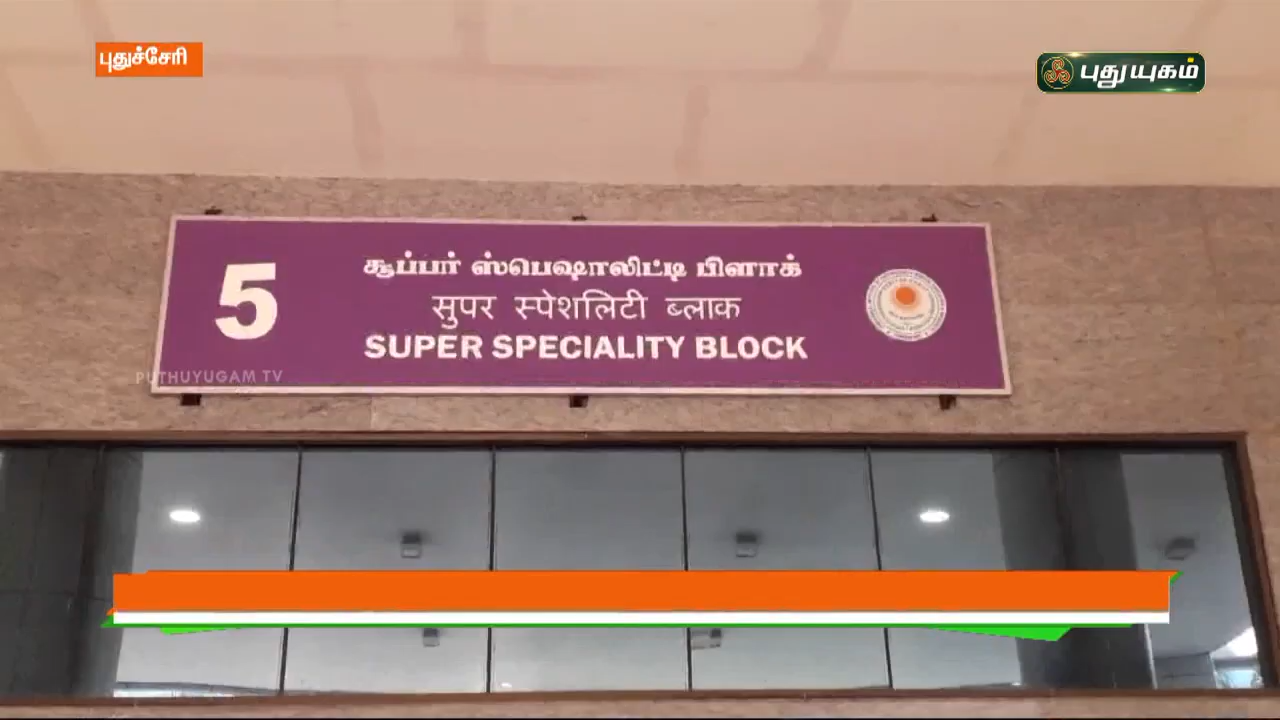 புதுச்சேரி
புதுயுகம்
5
சூப்பர் ஸ்பெஷாலிட்டி பிளாக்
सुपर स्पेशलिटी ब्लाक
SUPER SPECIALITY BLOCK
PUTHUYUGAM TV